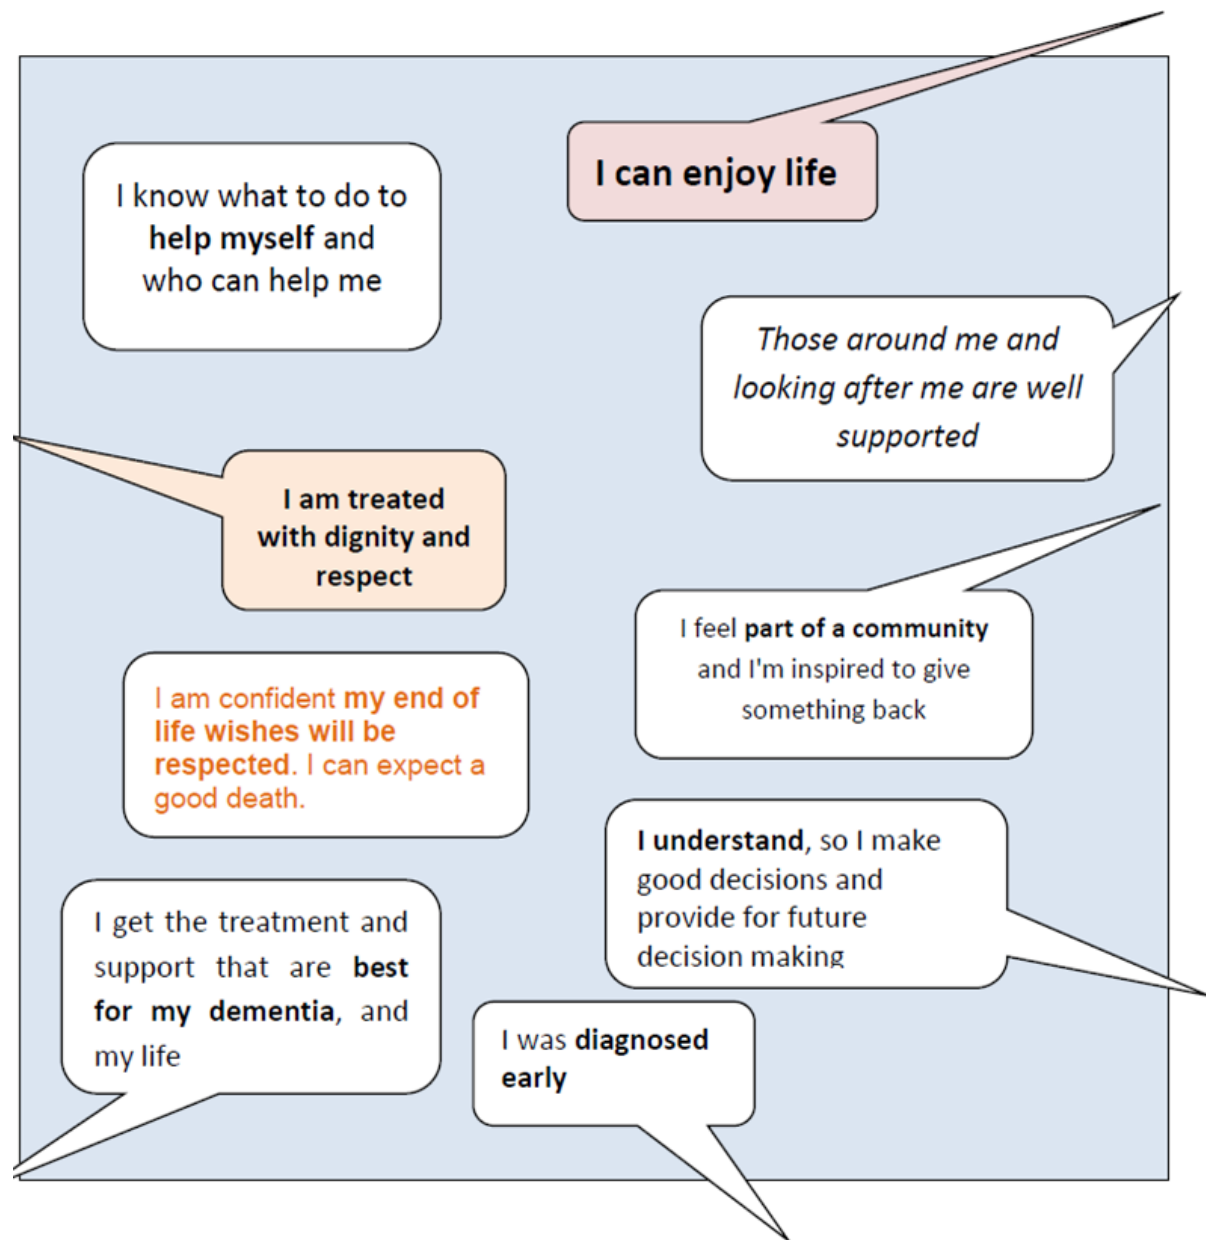 I can enjoy life
I know what to do to
help myself and
who can help me
Those around me and
looking after me are well
supported
I am treated
with dignity and
respect
I feel part of a community
and I'm inspired to give
something back
I am confident my end of
life wishes will be
respected. I can expect a
good death.
I understand, so I make
good decisions and
provide for future
decision making
I get the treatment and
support that are best
for my dementia, and
my life
I was diagnosed
early